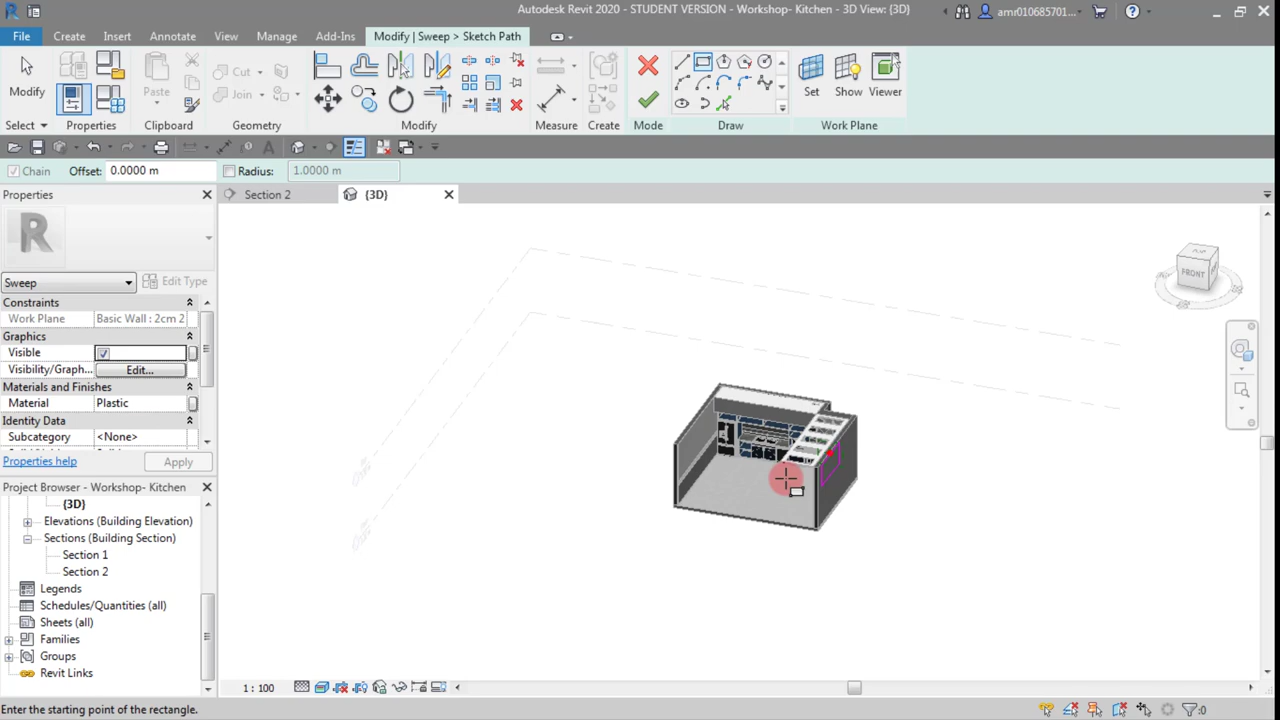 Autodesk Revit 2020 - STUDENT VERSION - Workshop- Kitchen - 3D View: {3D}
amr010685701...
File Create Insert Annotate View Manage Add-Ins Modify | Sweep > Sketch Path
Modify Paste Cut Join Set Show Viewer
Select Properties Clipboard Geometry Modify Measure Create Mode Draw Work Plane
Chain Offset: 0.0000 m Radius: 1.0000 m
Properties
Section 2 {3D}
Sweep Edit Type
Constraints
Work Plane Basic Wall : 2cm 2
Graphics
Visible
Visibility/Graph... Edit...
Materials and Finishes
Material Plastic
Identity Data
Subcategory <None>
Properties help Apply
Project Browser - Workshop- Kitchen
{3D}
Elevations (Building Elevation)
Sections (Building Section)
Section 1
Section 2
Legends
Schedules/Quantities (all)
Sheets (all)
Families
Groups
Revit Links
FRONT
1 : 100
Enter the starting point of the rectangle.
:0